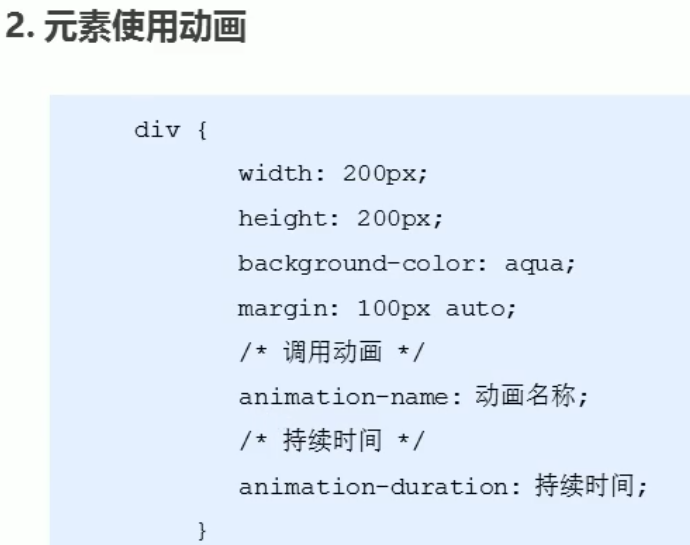 2. 元素使用动画
div {
width: 200px;
height: 200px;
background-color: aqua;
margin: 100px auto;
/* 调用动画 */
animation-name: 动画名称;
/* 持续时间 */
animation-duration: 持续时间;
}